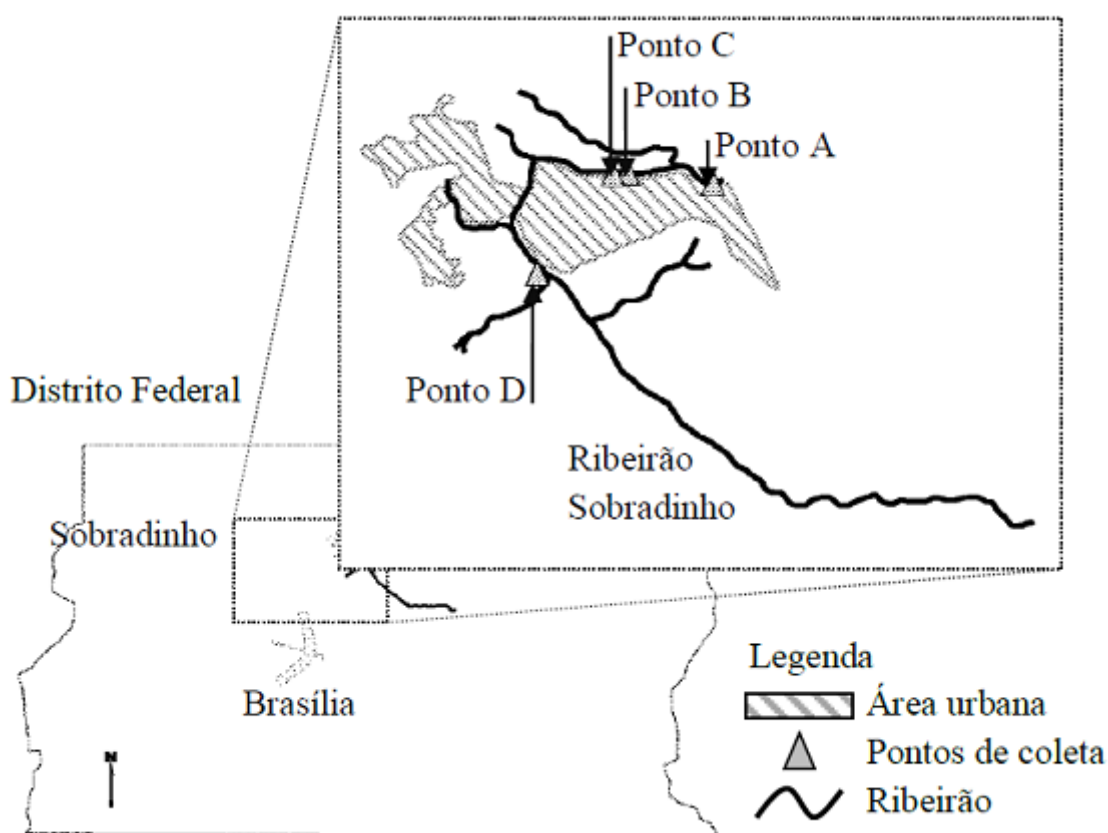 Ponto C
Ponto B
Ponto A
Ponto D
Distrito Federal
Ribeirão
Sobradinho
Sobradinho
Brasília
Legenda
Área urbana
Pontos de coleta
Ribeirão
N